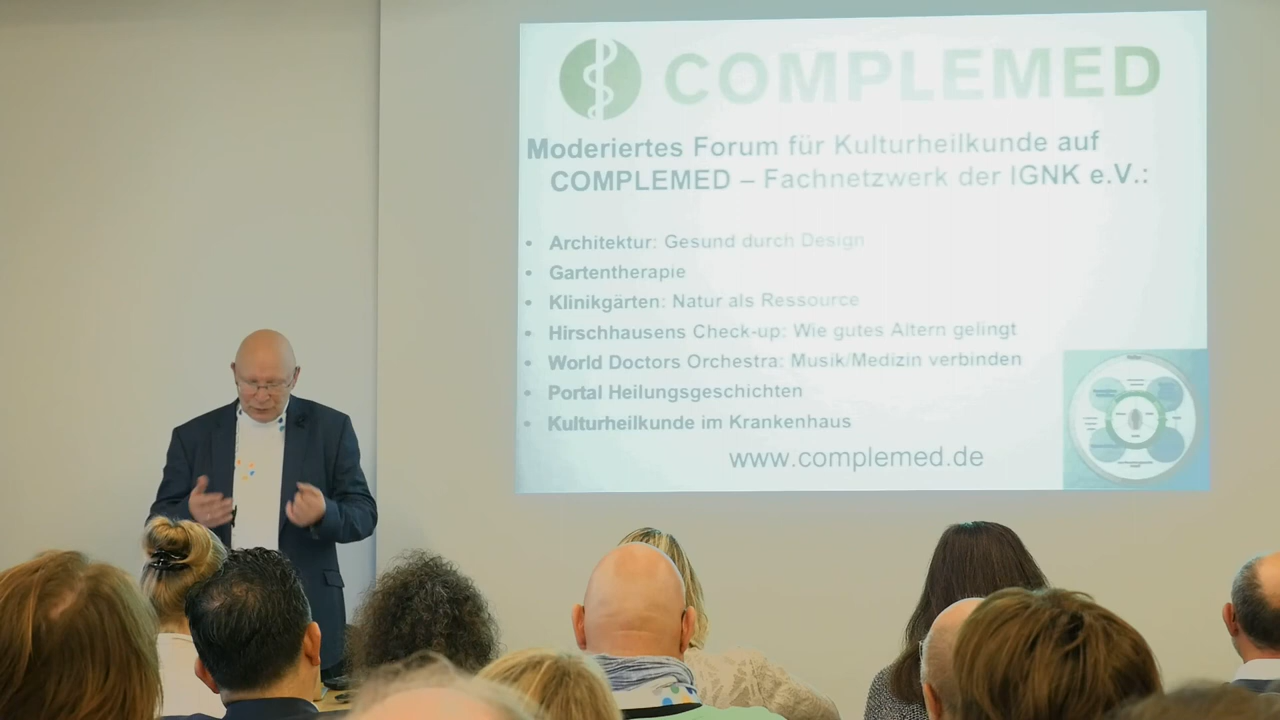 COMPLEMED
Moderiertes Forum für Kulturheilkunde auf
COMPLEMED – Fachnetzwerk der IGNK e.V.:
• Architektur: Gesund durch Design
• Gartentherapie
• Klinikgärten: Natur als Ressource
• Hirschhausens Check-up: Wie gutes Altern gelingt
• World Doctors Orchestra: Musik/Medizin verbinden
• Portal Heilungsgeschichten
• Kulturheilkunde im Krankenhaus
www.complemed.de